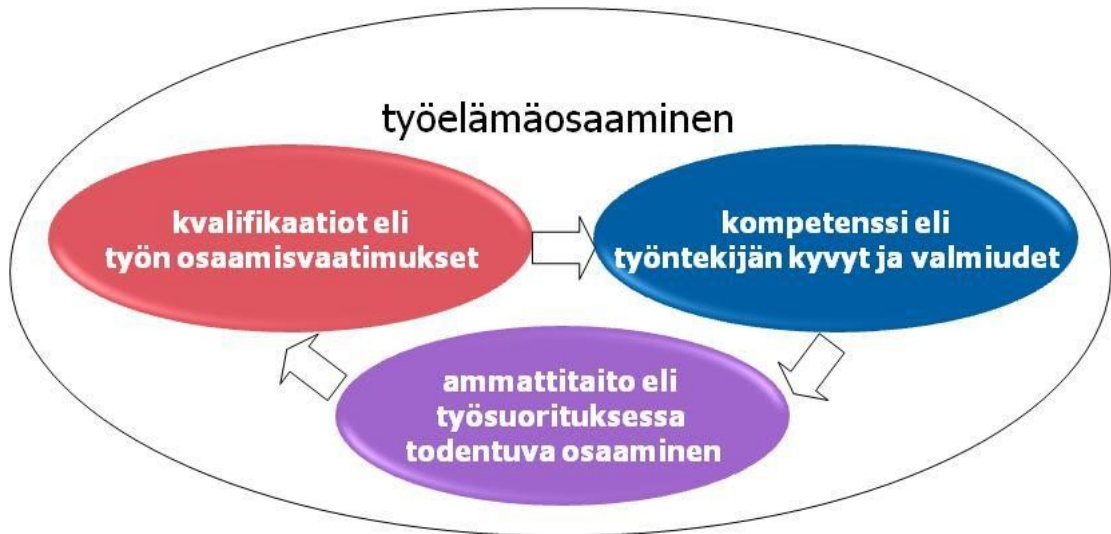 työelämäosaaminen
kvalifikaatiot eli
työn osaamisvaatimukset
kompetenssi eli
työntekijän kyvyt ja valmiudet
ammattitaito eli
työsuorituksessa
todentuva osaaminen